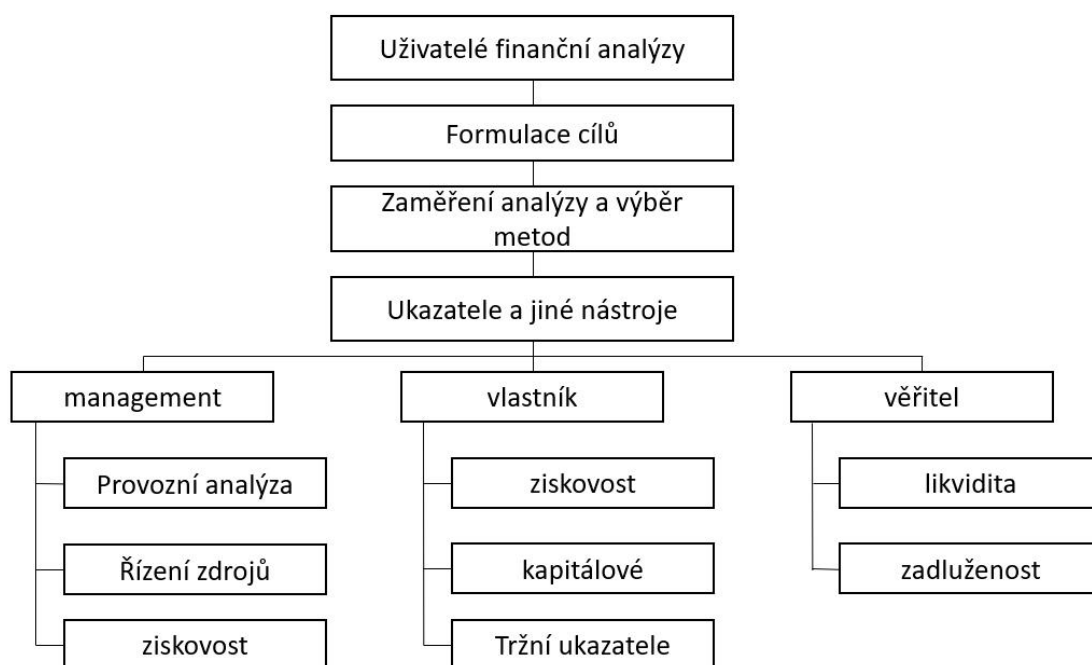 Uživatelé finanční analýzy
Formulace cílů
Zaměření analýzy a výběr
metod
Ukazatele a jiné nástroje
management
vlastník
věřitel
Provozní analýza
ziskovost
likvidita
Řízení zdrojů
kapitálové
zadluženost
ziskovost
Tržní ukazatele